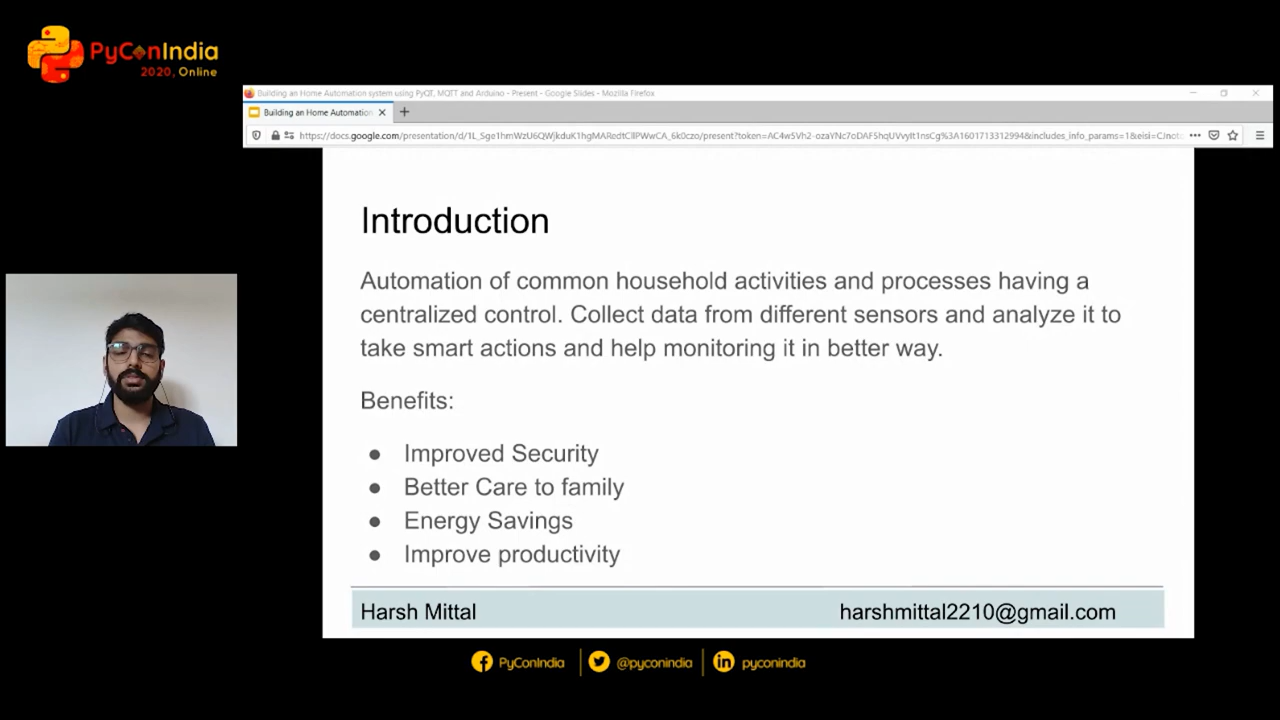 PyConIndia
2020, Online
Building an Home Automation system using PyQT, MQTT and Arduino - Present - Google Slides - Mozilla Firefox
Building an Home Automation
Introduction
Automation of common household activities and processes having a
centralized control. Collect data from different sensors and analyze it to
take smart actions and help monitoring it in better way.
Benefits:
● Improved Security
● Better Care to family
● Energy Savings
● Improve productivity
Harsh Mittal harshmittal2210@gmail.com
PyConIndia @pyconindia pyconindia